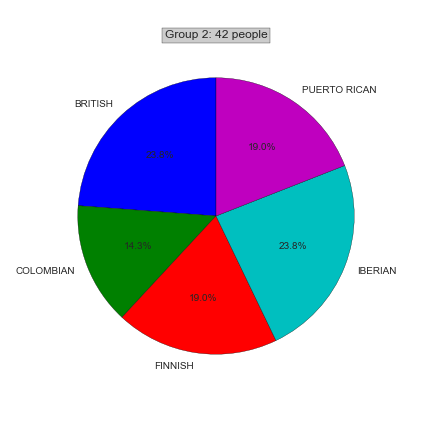 Group 2: 42 people
PUERTO RICAN
BRITISH
19.0%
14.3%
23.8%
COLOMBIAN
IBERIAN
19.0%
FINNISH